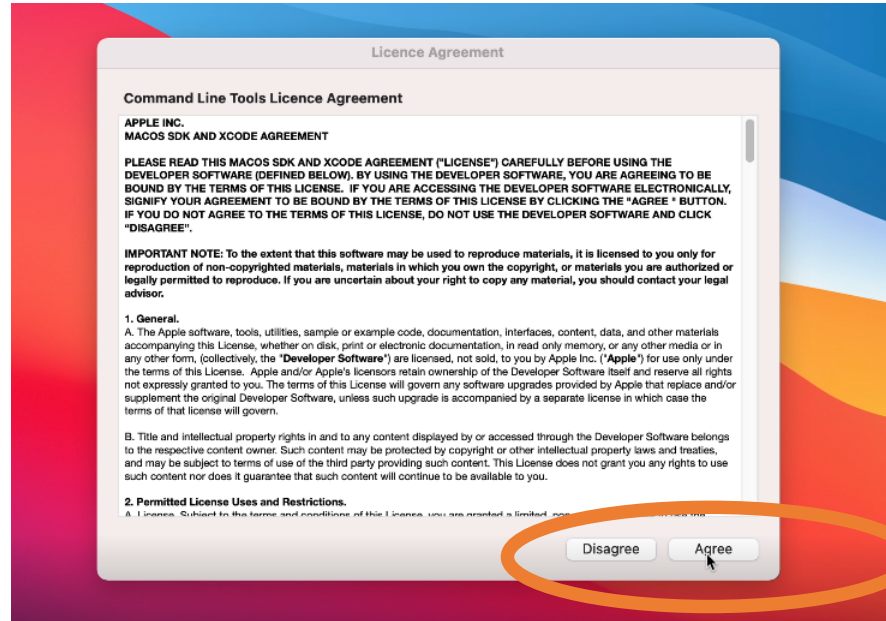 Licence Agreement
Command Line Tools Licence Agreement
APPLE INC.
MACOS SDK AND XCODE AGREEMENT
PLEASE READ THIS MACOS SDK AND XCODE AGREEMENT ("LICENSE") CAREFULLY BEFORE USING THE
DEVELOPER SOFTWARE (DEFINED BELOW). BY USING THE DEVELOPER SOFTWARE, YOU ARE AGREEING TO BE
BOUND BY THE TERMS OF THIS LICENSE.  IF YOU ARE ACCESSING THE DEVELOPER SOFTWARE ELECTRONICALLY,
SIGNIFY YOUR AGREEMENT TO BE BOUND BY THE TERMS OF THIS LICENSE BY CLICKING THE "AGREE " BUTTON.
IF YOU DO NOT AGREE TO THE TERMS OF THIS LICENSE, DO NOT USE THE DEVELOPER SOFTWARE AND CLICK
"DISAGREE".
IMPORTANT NOTE: To the extent that this software may be used to reproduce materials, it is licensed to you only for
reproduction of non-copyrighted materials, materials in which you own the copyright, or materials you are authorized or
legally permitted to reproduce. If you are uncertain about your right to copy any material, you should contact your legal
advisor.
1. General.
A. The Apple software, tools, utilities, sample or example code, documentation, interfaces, content, data, and other materials
accompanying this License, whether on disk, print or electronic documentation, in read only memory, or any other media or in
any other form, (collectively, the "Developer Software") are licensed, not sold, to you by Apple Inc. ("Apple") for use only under
the terms of this License.  Apple and/or Apple's licensors retain ownership of the Developer Software itself and reserve all rights
not expressly granted to you. The terms of this License will govern any software upgrades provided by Apple that replace and/or
supplement the original Developer Software, unless such upgrade is accompanied by a separate license in which case the
terms of that license will govern.
B. Title and intellectual property rights in and to any content displayed by or accessed through the Developer Software belongs
to the respective content owner. Such content may be protected by copyright or other intellectual property laws and treaties,
and may be subject to terms of use of the third party providing such content. This License does not grant you any rights to use
such content nor does it guarantee that such content will continue to be available to you.
2. Permitted License Uses and Restrictions.
A. License. Subject to the terms and conditions of this License, you are granted a limited,
Disagree
Agree